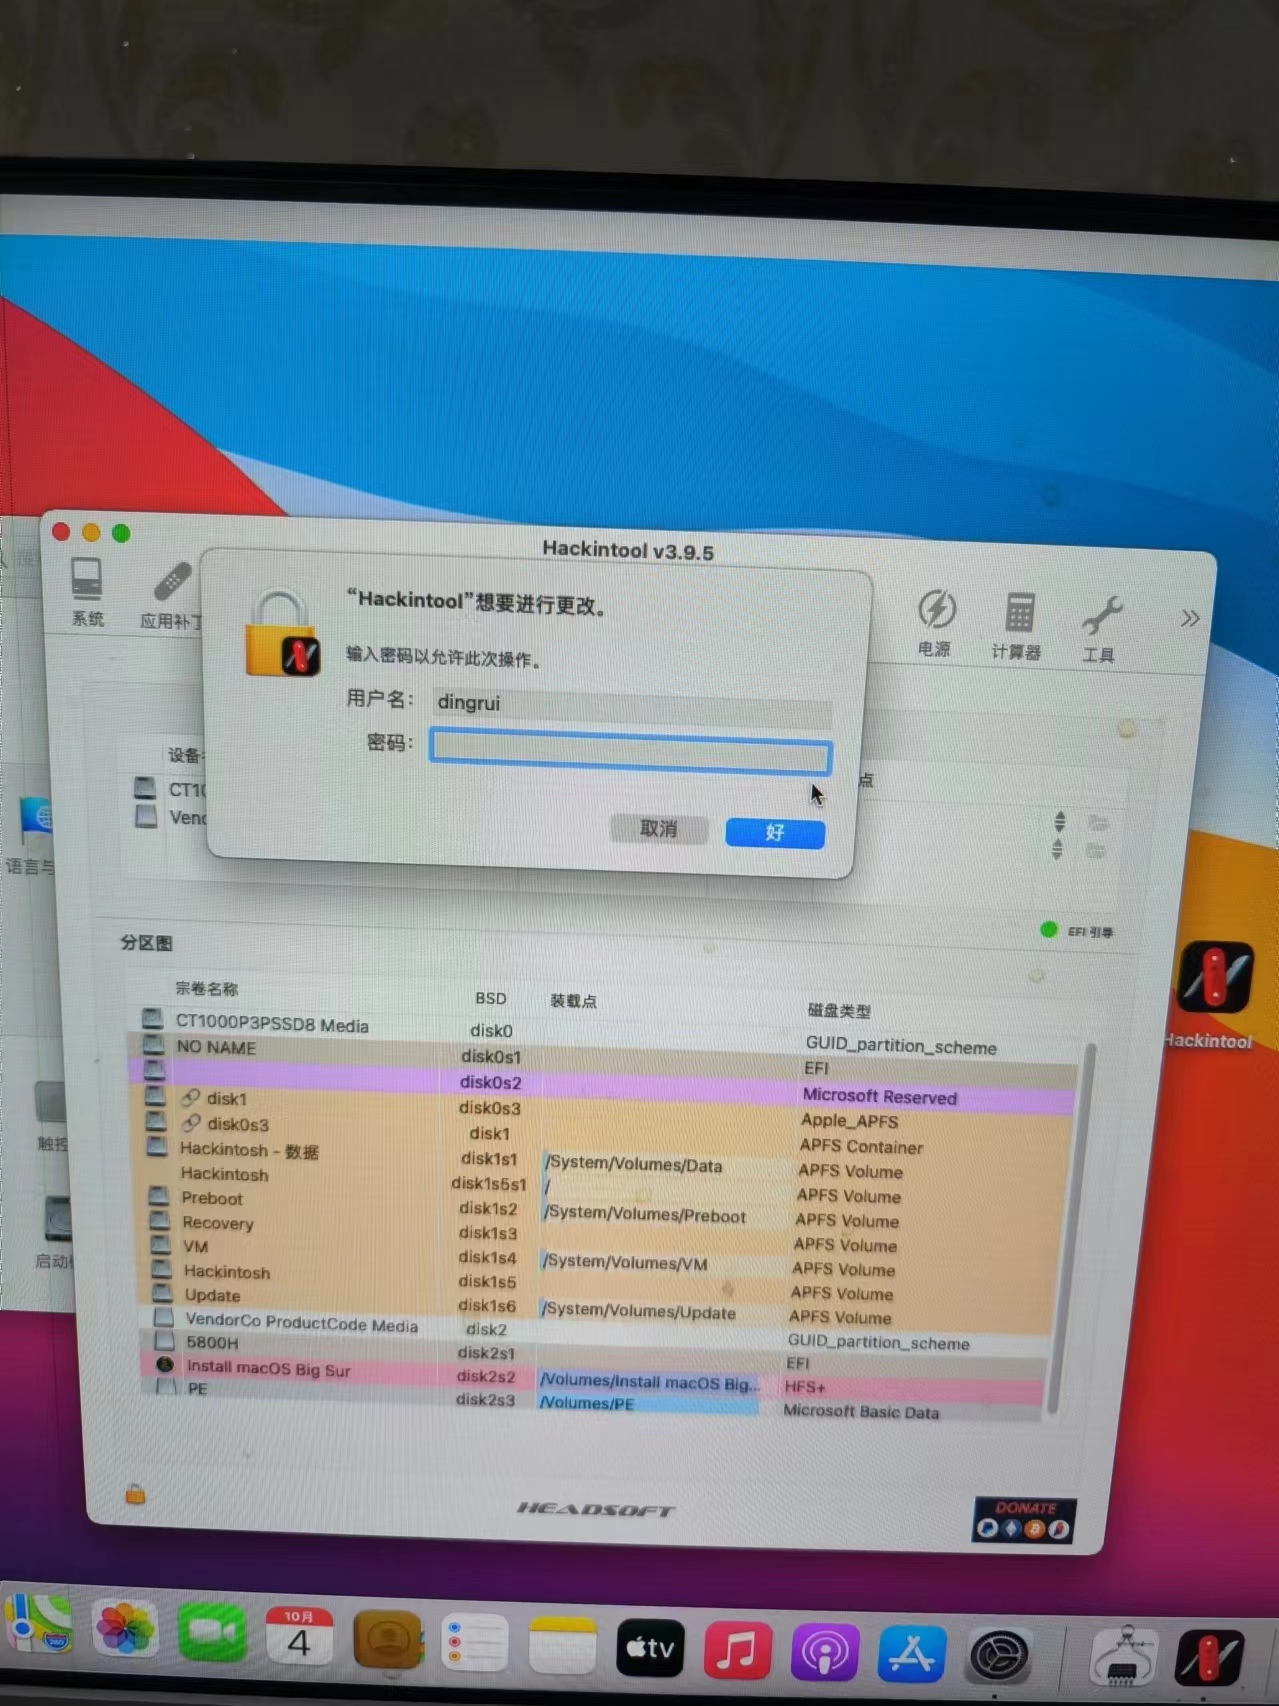 Hackintool v3.9.5
系统
应用补丁
电源
计算器
工具
“Hackintool”想要进行更改。
输入密码以允许此次操作。
用户名：
dingrui
密码：
取消
好
设备
点
CT10
Vend
语言与
触控
启动
EFI 引导
Hackintool
分区图
宗卷名称 BSD 装载点 磁盘类型
CT1000P3PSSD8 Media disk0 GUID_partition_scheme
NO NAME disk0s1 EFI
disk0s2 Microsoft Reserved
disk1 disk0s3 Apple_APFS
disk0s3 disk1 APFS Container
Hackintosh - 数据 disk1s1 /System/Volumes/Data APFS Volume
Hackintosh disk1s5s1 / APFS Volume
Preboot disk1s2 /System/Volumes/Preboot APFS Volume
Recovery disk1s3 APFS Volume
VM disk1s4 /System/Volumes/VM APFS Volume
Hackintosh disk1s5 APFS Volume
Update disk1s6 /System/Volumes/Update APFS Volume
VendorCo ProductCode Media disk2 GUID_partition_scheme
5800H disk2s1 EFI
Install macOS Big Sur disk2s2 /Volumes/Install macOS Big... HFS+
PE disk2s3 /Volumes/PE Microsoft Basic Data
HEADSOFT
DONATE
10月
4
tv